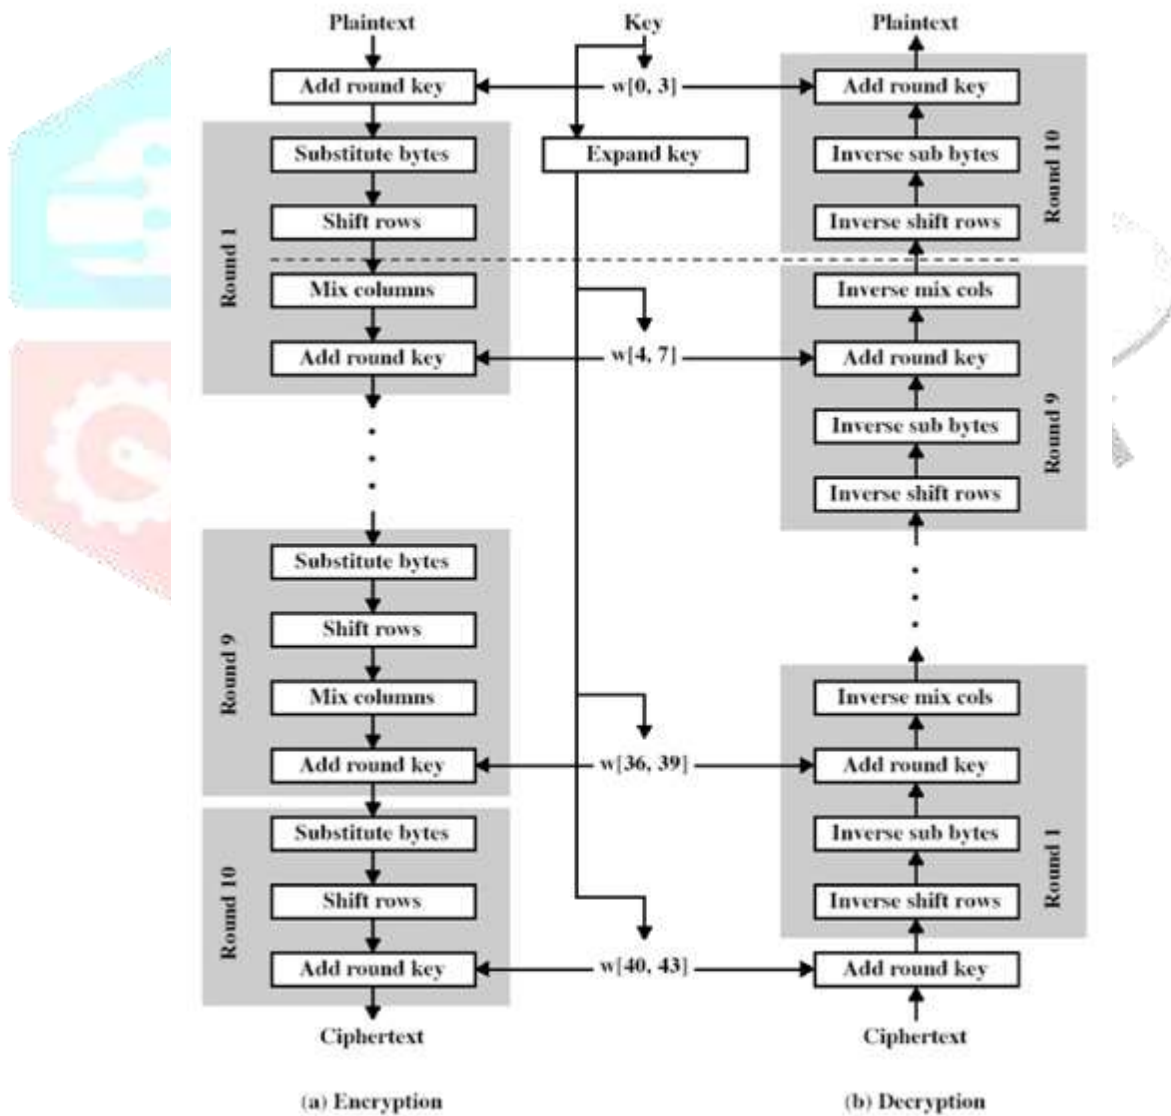 Plaintext
Key
Plaintext
Add round key
w[0, 3]
Add round key
Substitute bytes
Expand key
Inverse sub bytes
Shift rows
Inverse shift rows
Round 1
Round 10
Mix columns
Inverse mix cols
Add round key
w[4, 7]
Add round key
Inverse sub bytes
Inverse shift rows
Round 9
Substitute bytes
Shift rows
Mix columns
Inverse mix cols
Round 9
Add round key
w[36, 39]
Add round key
Substitute bytes
Inverse sub bytes
Shift rows
Inverse shift rows
Round 10
Round 1
Add round key
w[40, 43]
Add round key
Ciphertext
Ciphertext
(a) Encryption
(b) Decryption